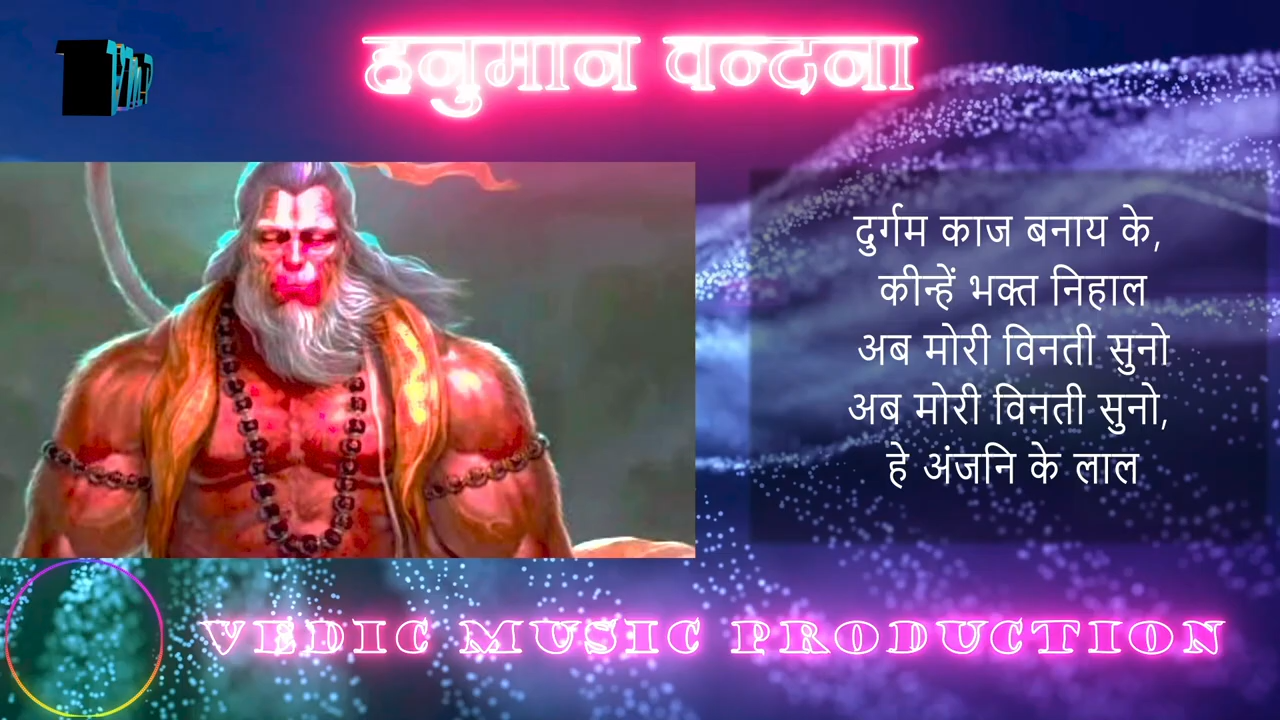 हनुमान वन्दना
दुर्गम काज बनाय के,
कीन्हें भक्त निहाल
अब मोरी विनती सुनो
अब मोरी विनती सुनो,
हे अंजनि के लाल
VEDIC MUSIC PRODUCTION